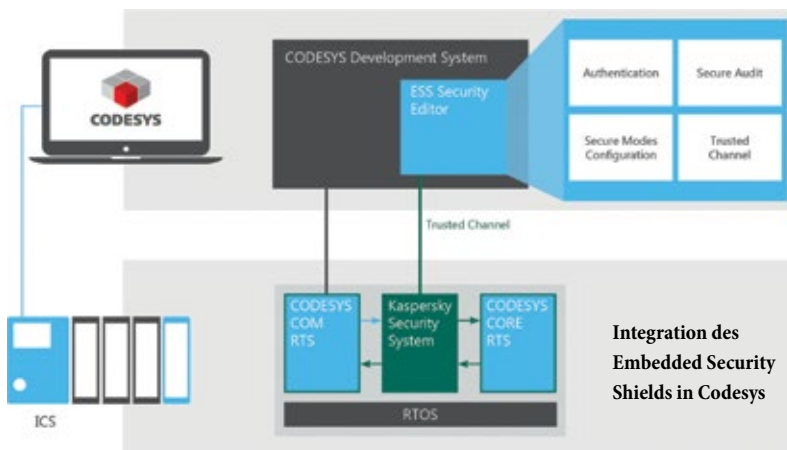 CODESYS
CODESYS Development System
ESS Security
Editor
Authentication
Secure Audit
Secure Modes
Configuration
Trusted
Channel
Trusted Channel
CODESYS
COM
RTS
Kaspersky
Security
System
CODESYS
CORE
RTS
RTOS
ICS
Integration des
Embedded Security
Shields in Codesys